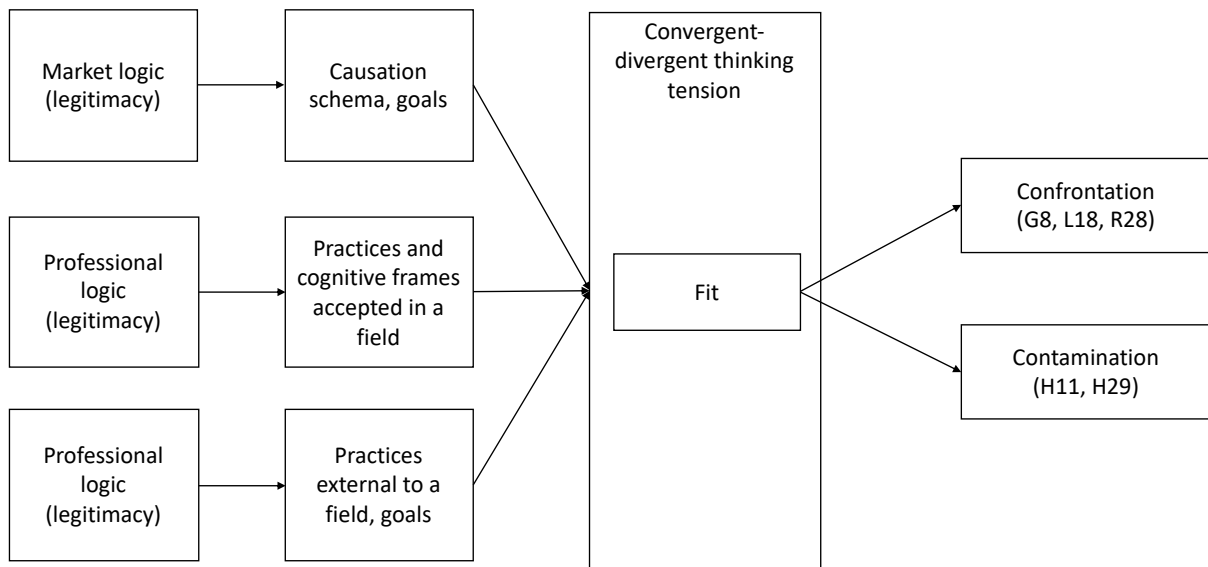 Market logic
(legitimacy)
Causation
schema, goals
Convergent-
divergent thinking
tension
Professional
logic
(legitimacy)
Practices and
cognitive frames
accepted in a
field
Fit
Confrontation
(G8, L18, R28)
Contamination
(H11, H29)
Professional
logic
(legitimacy)
Practices
external to a
field, goals